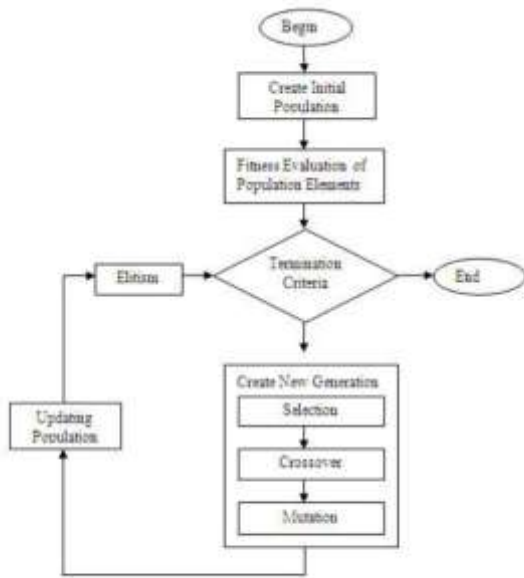 Begin
Create Initial
Population
Fitness Evaluation of
Population Elements
Termination
Criteria
End
Elitism
Create New Generation
Selection
Crossover
Mutation
Updating
Population